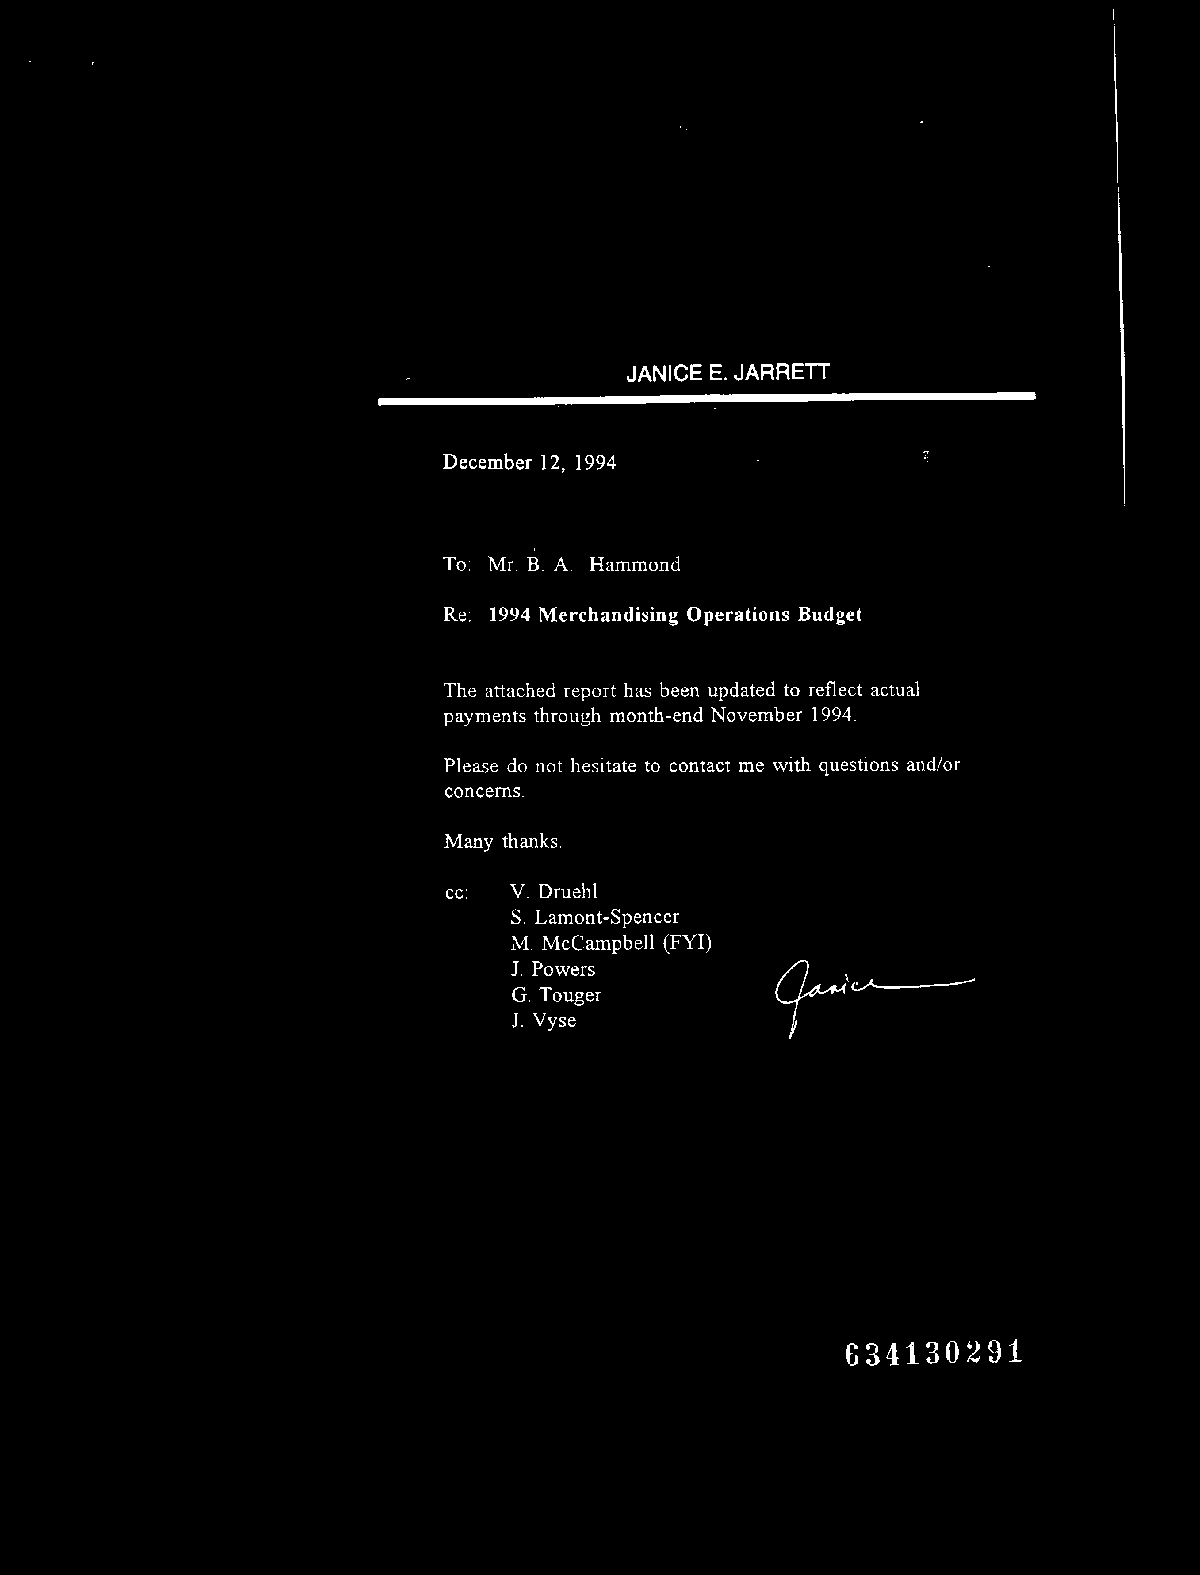 JANICE E. JARRETT
December 12, 1994
To: Mr. B. A. Hammond
Re: 1994 Merchandising Operations Budget
The attached report has been updated to reflect actual
payments through month-end November 1994.
Please do not hesitate to contact me with questions and/or
concerns.
Many thanks.
cc: V. Druehl
S. Lamont-Spencer
M. McCampbell (FYI)
J. Powers
G. Touger
J. Vyse
Janice
634130291